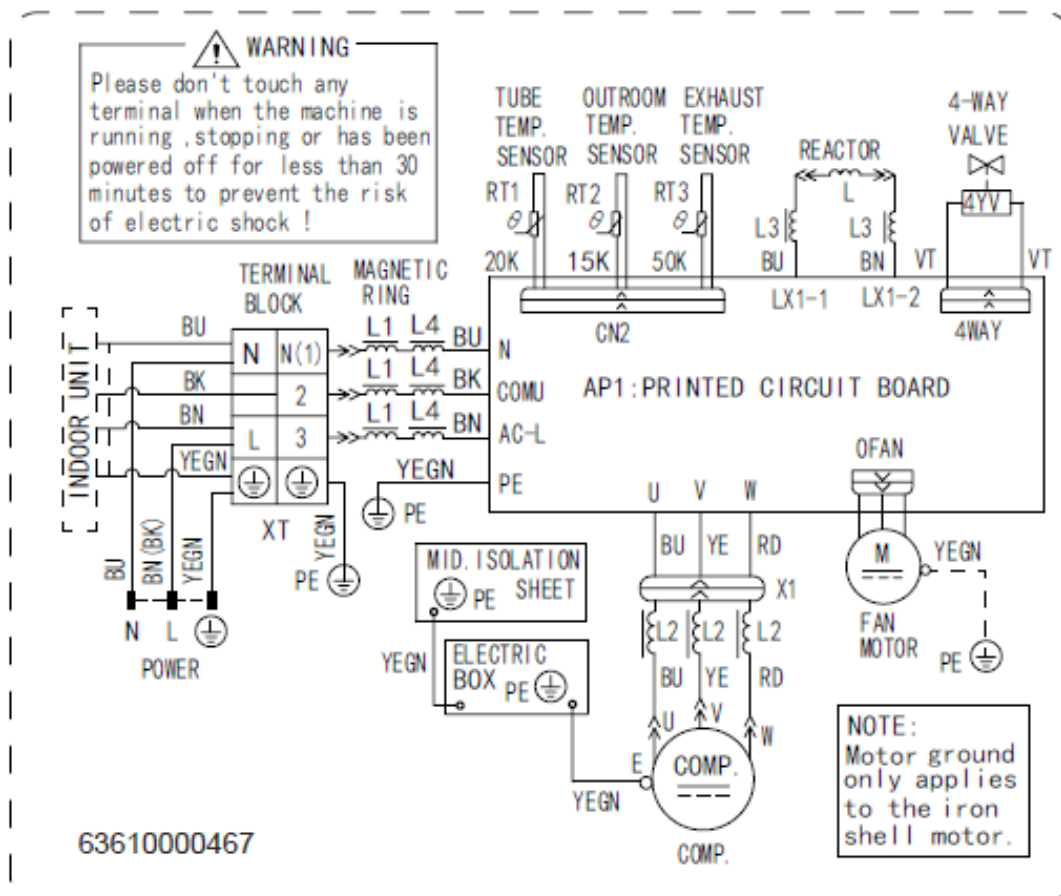 WARNING
Please don't touch any
terminal when the machine is
running ,stopping or has been
powered off for less than 30
minutes to prevent the risk
of electric shock !
TUBE
TEMP.
SENSOR
OUTROOM
TEMP.
SENSOR
EXHAUST
TEMP.
SENSOR
4-WAY
VALVE
REACTOR
L
RT1
RT2
RT3
θ
θ
θ
L3
L3
4YV
20K
15K
50K
BU
BN
VT
VT
LX1-1
LX1-2
CN2
4WAY
TERMINAL
BLOCK
MAGNETIC
RING
INDOOR UNIT
BU
N
N(1)
L1
L4
BU
N
BK
2
L1
L4
BK
COMU
AP1:PRINTED CIRCUIT BOARD
BN
L
3
L1
L4
BN
AC-L
YEGN
YEGN
PE
PE
XT
YEGN
PE
BU
BN(BK)
YEGN
N
L
POWER
U
V
W
OFAN
BU
YE
RD
X1
M
YEGN
FAN
MOTOR
PE
MID. ISOLATION
SHEET
PE
YEGN
ELECTRIC
BOX
PE
L2
L2
L2
BU
YE
RD
U
V
W
E
COMP.
YEGN
COMP.
NOTE:
Motor ground
only applies
to the iron
shell motor.
63610000467